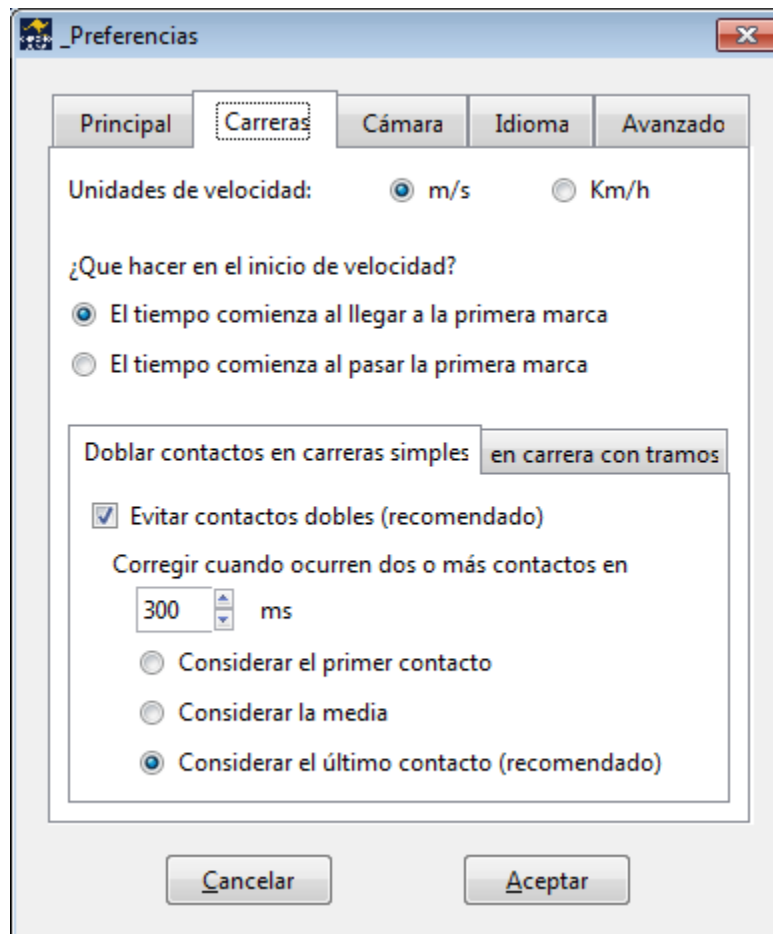 _Preferencias
Principal Carreras Cámara Idioma Avanzado
Unidades de velocidad: m/s Km/h
¿Que hacer en el inicio de velocidad?
El tiempo comienza al llegar a la primera marca
El tiempo comienza al pasar la primera marca
Doblar contactos en carreras simples en carrera con tramos
Evitar contactos dobles (recomendado)
Corregir cuando ocurren dos o más contactos en
300 ms
Considerar el primer contacto
Considerar la media
Considerar el último contacto (recomendado)
Cancelar Aceptar